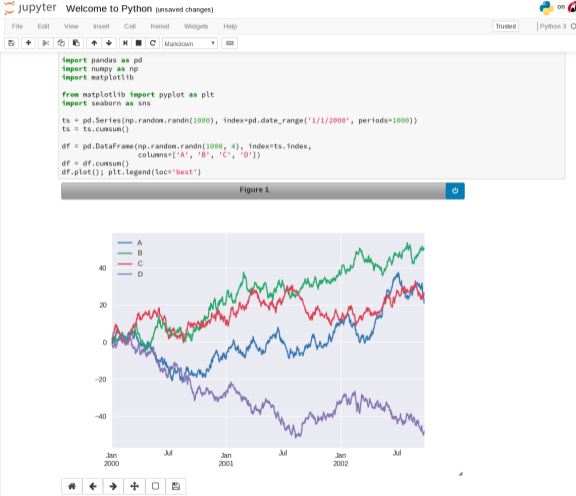 jupyter Welcome to Python (unsaved changes)
on
File Edit View Insert Cell Kernel Widgets Help Trusted Python 3
Markdown
import pandas as pd
import numpy as np
import matplotlib
from matplotlib import pyplot as plt
import seaborn as sns
ts = pd.Series(np.random.randn(1000), index=pd.date_range('1/1/2000', periods=1000))
ts = ts.cumsum()
df = pd.DataFrame(np.random.randn(1000, 4), index=ts.index,
columns=['A', 'B', 'C', 'D'])
df = df.cumsum()
df.plot(); plt.legend(loc='best')
Figure 1
A
B
C
D
40
20
0
−20
−40
Jan Jul Jan Jul Jan Jul
2000 2001 2002